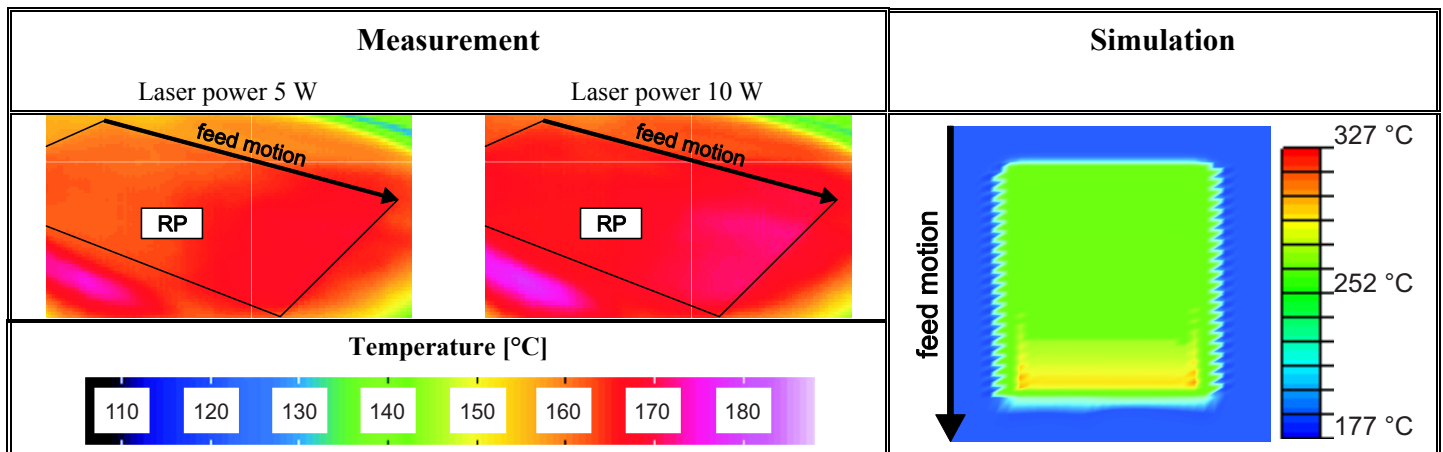 Measurement
Simulation
Laser power 5 W
Laser power 10 W
feed motion
RP
feed motion
RP
feed motion
327 °C
252 °C
177 °C
Temperature [°C]
110 120 130 140 150 160 170 180